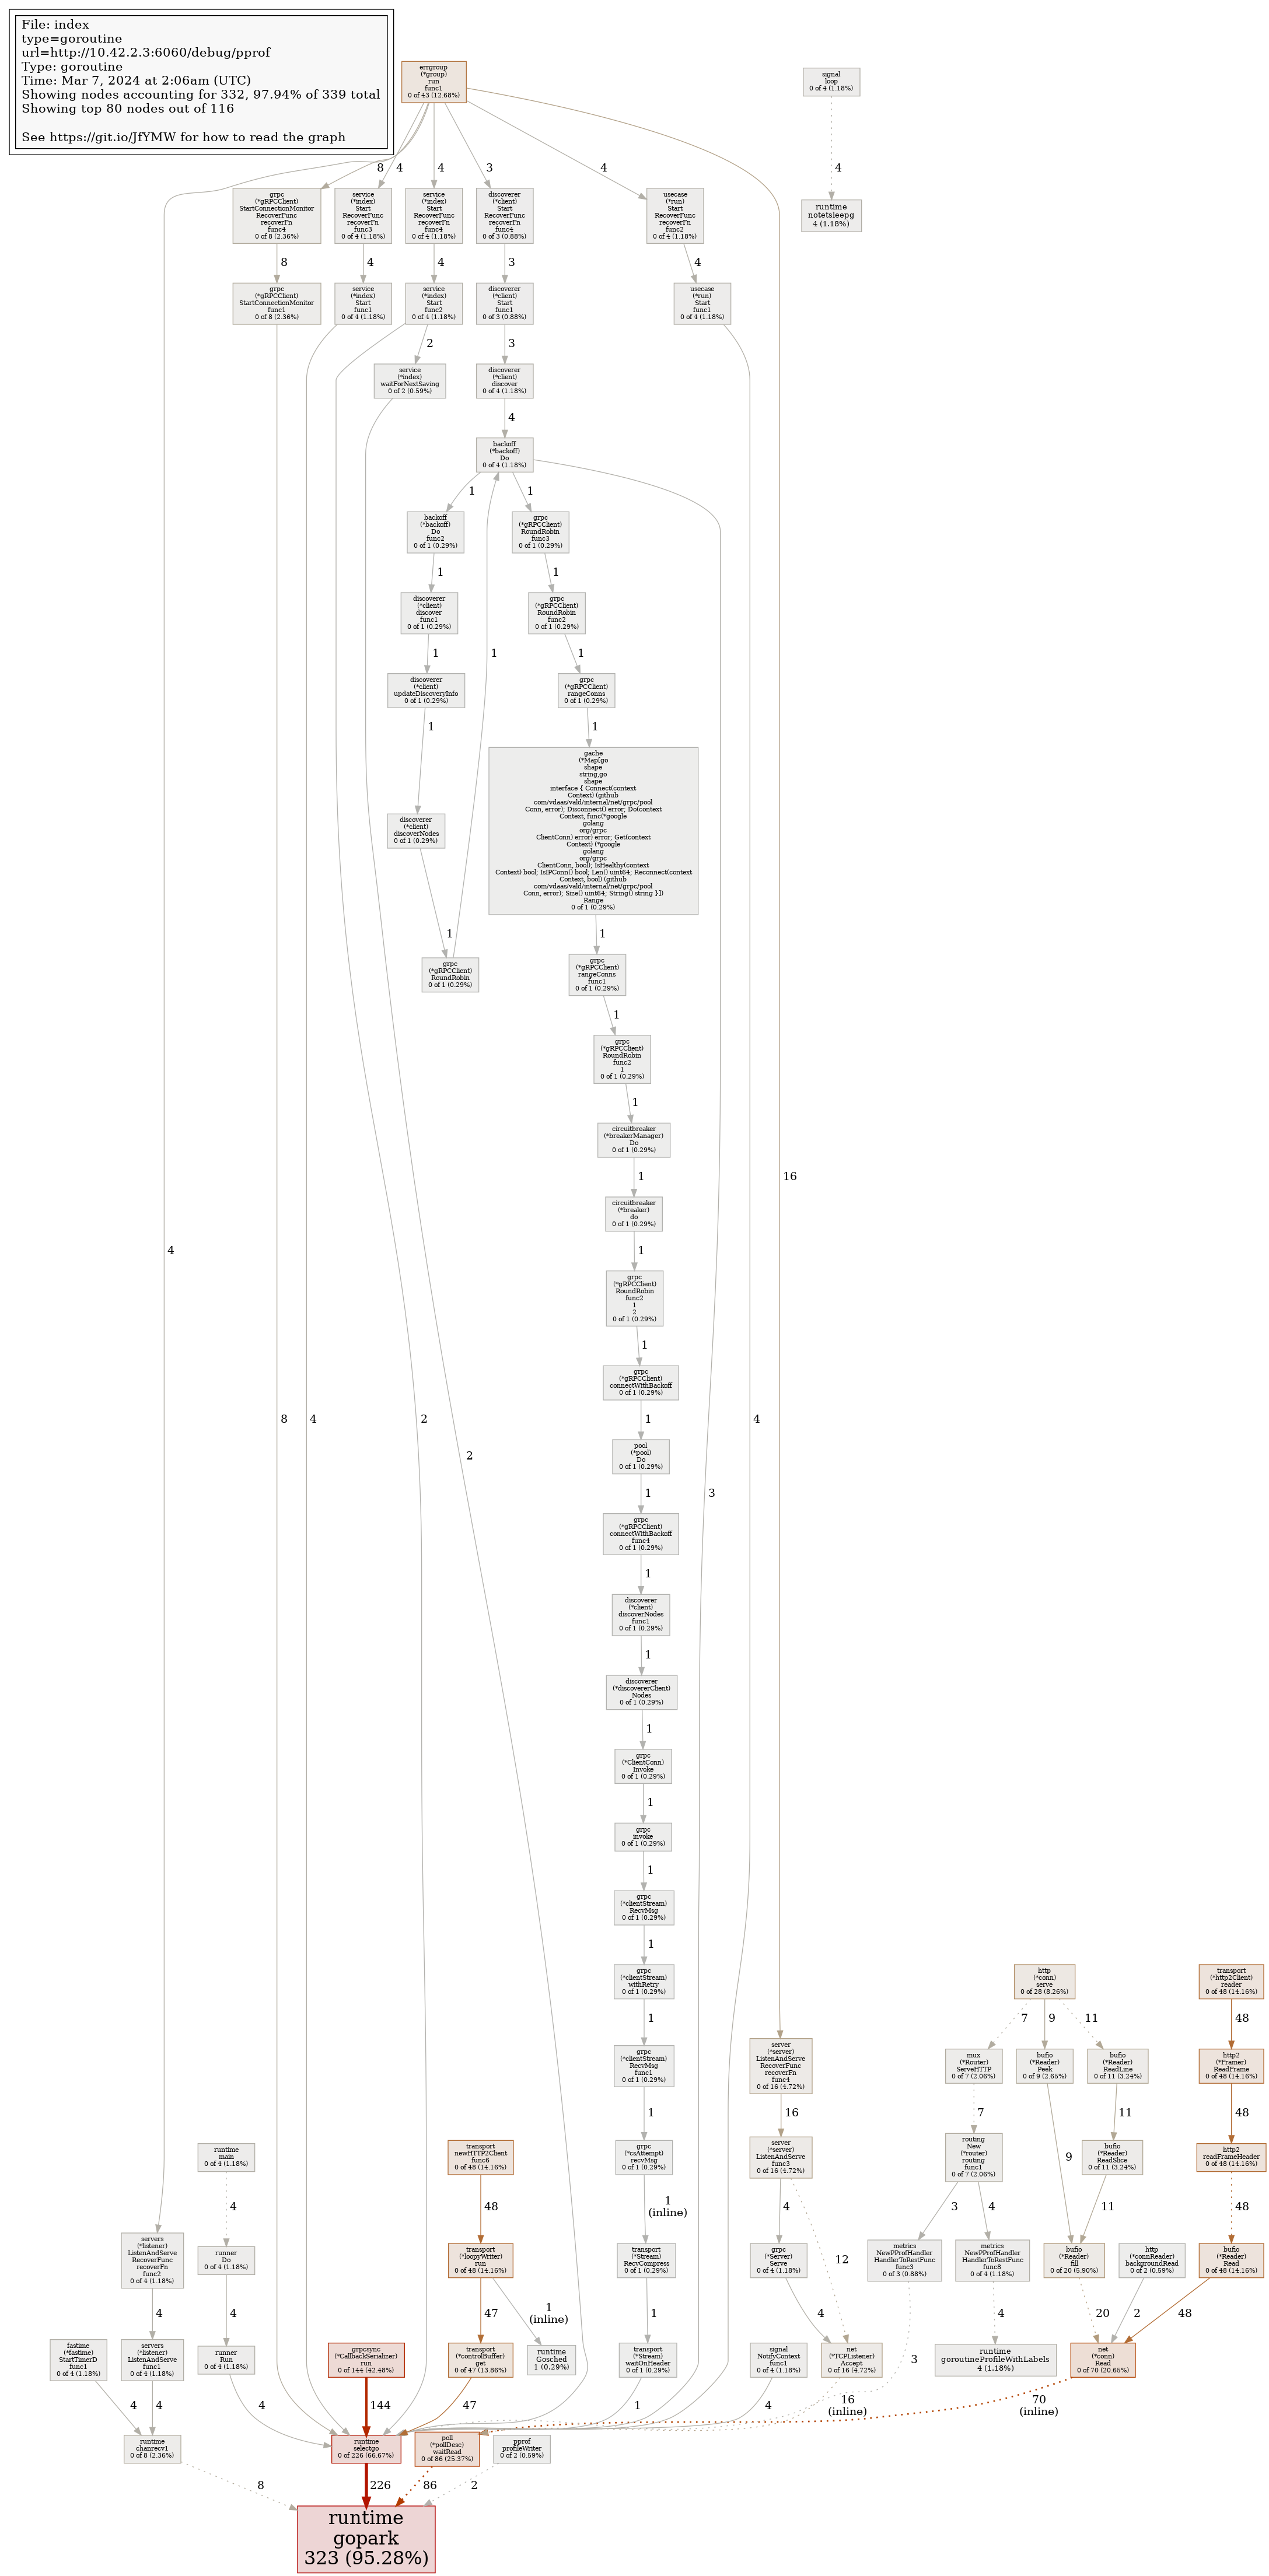 File: index
type=goroutine
url=http://10.42.2.3:6060/debug/pprof
Type: goroutine
Time: Mar 7, 2024 at 2:06am (UTC)
Showing nodes accounting for 332, 97.94% of 339 total
Showing top 80 nodes out of 116
See https://git.io/JfYMW for how to read the graph
errgroup
(*group)
run
func1
0 of 43 (12.68%)
signal
loop
0 of 4 (1.18%)
8
4
4
3
4
4
grpc
(*gRPCClient)
StartConnectionMonitor
RecoverFunc
recoverFn
func4
0 of 8 (2.36%)
service
(*index)
Start
RecoverFunc
recoverFn
func3
0 of 4 (1.18%)
service
(*index)
Start
RecoverFunc
recoverFn
func4
0 of 4 (1.18%)
discoverer
(*client)
Start
RecoverFunc
recoverFn
func4
0 of 3 (0.88%)
usecase
(*run)
Start
RecoverFunc
recoverFn
func2
0 of 4 (1.18%)
runtime
notetsleepg
4 (1.18%)
8
4
4
3
4
grpc
(*gRPCClient)
StartConnectionMonitor
func1
0 of 8 (2.36%)
service
(*index)
Start
func1
0 of 4 (1.18%)
service
(*index)
Start
func2
0 of 4 (1.18%)
discoverer
(*client)
Start
func1
0 of 3 (0.88%)
usecase
(*run)
Start
func1
0 of 4 (1.18%)
2
3
service
(*index)
waitForNextSaving
0 of 2 (0.59%)
discoverer
(*client)
discover
0 of 4 (1.18%)
4
backoff
(*backoff)
Do
0 of 4 (1.18%)
1
1
backoff
(*backoff)
Do
func2
0 of 1 (0.29%)
grpc
(*gRPCClient)
RoundRobin
func3
0 of 1 (0.29%)
1
1
discoverer
(*client)
discover
func1
0 of 1 (0.29%)
grpc
(*gRPCClient)
RoundRobin
func2
0 of 1 (0.29%)
1
1
1
discoverer
(*client)
updateDiscoveryInfo
0 of 1 (0.29%)
grpc
(*gRPCClient)
rangeConns
0 of 1 (0.29%)
1
1
gache
(*Map[go
shape
string,go
shape
interface { Connect(context
Context) (github
com/vdaas/vald/internal/net/grpc/pool
Conn, error); Disconnect() error; Do(context
Context, func(*google
golang
org/grpc
ClientConn) error) error; Get(context
Context) (*google
golang
org/grpc
ClientConn, bool); IsHealthy(context
Context) bool; IsIPConn() bool; Len() uint64; Reconnect(context
Context, bool) (github
com/vdaas/vald/internal/net/grpc/pool
Conn, error); Size() uint64; String() string }])
Range
0 of 1 (0.29%)
discoverer
(*client)
discoverNodes
0 of 1 (0.29%)
1
1
grpc
(*gRPCClient)
RoundRobin
0 of 1 (0.29%)
grpc
(*gRPCClient)
rangeConns
func1
0 of 1 (0.29%)
1
grpc
(*gRPCClient)
RoundRobin
func2
1
0 of 1 (0.29%)
1
circuitbreaker
(*breakerManager)
Do
0 of 1 (0.29%)
1
16
circuitbreaker
(*breaker)
do
0 of 1 (0.29%)
4
1
grpc
(*gRPCClient)
RoundRobin
func2
1
2
0 of 1 (0.29%)
1
grpc
(*gRPCClient)
connectWithBackoff
0 of 1 (0.29%)
8
4
2
1
4
pool
(*pool)
Do
0 of 1 (0.29%)
2
1
3
grpc
(*gRPCClient)
connectWithBackoff
func4
0 of 1 (0.29%)
1
discoverer
(*client)
discoverNodes
func1
0 of 1 (0.29%)
1
discoverer
(*discovererClient)
Nodes
0 of 1 (0.29%)
1
grpc
(*ClientConn)
Invoke
0 of 1 (0.29%)
1
grpc
invoke
0 of 1 (0.29%)
1
grpc
(*clientStream)
RecvMsg
0 of 1 (0.29%)
1
grpc
(*clientStream)
withRetry
0 of 1 (0.29%)
http
(*conn)
serve
0 of 28 (8.26%)
transport
(*http2Client)
reader
0 of 48 (14.16%)
1
7
9
11
48
grpc
(*clientStream)
RecvMsg
func1
0 of 1 (0.29%)
server
(*server)
ListenAndServe
RecoverFunc
recoverFn
func4
0 of 16 (4.72%)
mux
(*Router)
ServeHTTP
0 of 7 (2.06%)
bufio
(*Reader)
Peek
0 of 9 (2.65%)
bufio
(*Reader)
ReadLine
0 of 11 (3.24%)
http2
(*Framer)
ReadFrame
0 of 48 (14.16%)
1
16
7
11
48
runtime
main
0 of 4 (1.18%)
transport
newHTTP2Client
func6
0 of 48 (14.16%)
grpc
(*csAttempt)
recvMsg
0 of 1 (0.29%)
server
(*server)
ListenAndServe
func3
0 of 16 (4.72%)
routing
New
(*router)
routing
func1
0 of 7 (2.06%)
9
bufio
(*Reader)
ReadSlice
0 of 11 (3.24%)
http2
readFrameHeader
0 of 48 (14.16%)
4
48
1
(inline)
4
3
4
11
48
servers
(*listener)
ListenAndServe
RecoverFunc
recoverFn
func2
0 of 4 (1.18%)
runner
Do
0 of 4 (1.18%)
transport
(*loopyWriter)
run
0 of 48 (14.16%)
transport
(*Stream)
RecvCompress
0 of 1 (0.29%)
grpc
(*Server)
Serve
0 of 4 (1.18%)
12
metrics
NewPProfHandler
HandlerToRestFunc
func3
0 of 3 (0.88%)
metrics
NewPProfHandler
HandlerToRestFunc
func8
0 of 4 (1.18%)
bufio
(*Reader)
fill
0 of 20 (5.90%)
http
(*connReader)
backgroundRead
0 of 2 (0.59%)
bufio
(*Reader)
Read
0 of 48 (14.16%)
4
4
47
1
(inline)
1
4
4
20
2
48
fastime
(*fastime)
StartTimerD
func1
0 of 4 (1.18%)
servers
(*listener)
ListenAndServe
func1
0 of 4 (1.18%)
runner
Run
0 of 4 (1.18%)
grpcsync
(*CallbackSerializer)
run
0 of 144 (42.48%)
transport
(*controlBuffer)
get
0 of 47 (13.86%)
runtime
Gosched
1 (0.29%)
transport
(*Stream)
waitOnHeader
0 of 1 (0.29%)
signal
NotifyContext
func1
0 of 4 (1.18%)
net
(*TCPListener)
Accept
0 of 16 (4.72%)
3
runtime
goroutineProfileWithLabels
4 (1.18%)
net
(*conn)
Read
0 of 70 (20.65%)
4
4
4
144
47
1
4
16
(inline)
70
(inline)
runtime
chanrecv1
0 of 8 (2.36%)
runtime
selectgo
0 of 226 (66.67%)
poll
(*pollDesc)
waitRead
0 of 86 (25.37%)
pprof
profileWriter
0 of 2 (0.59%)
8
226
86
2
runtime
gopark
323 (95.28%)